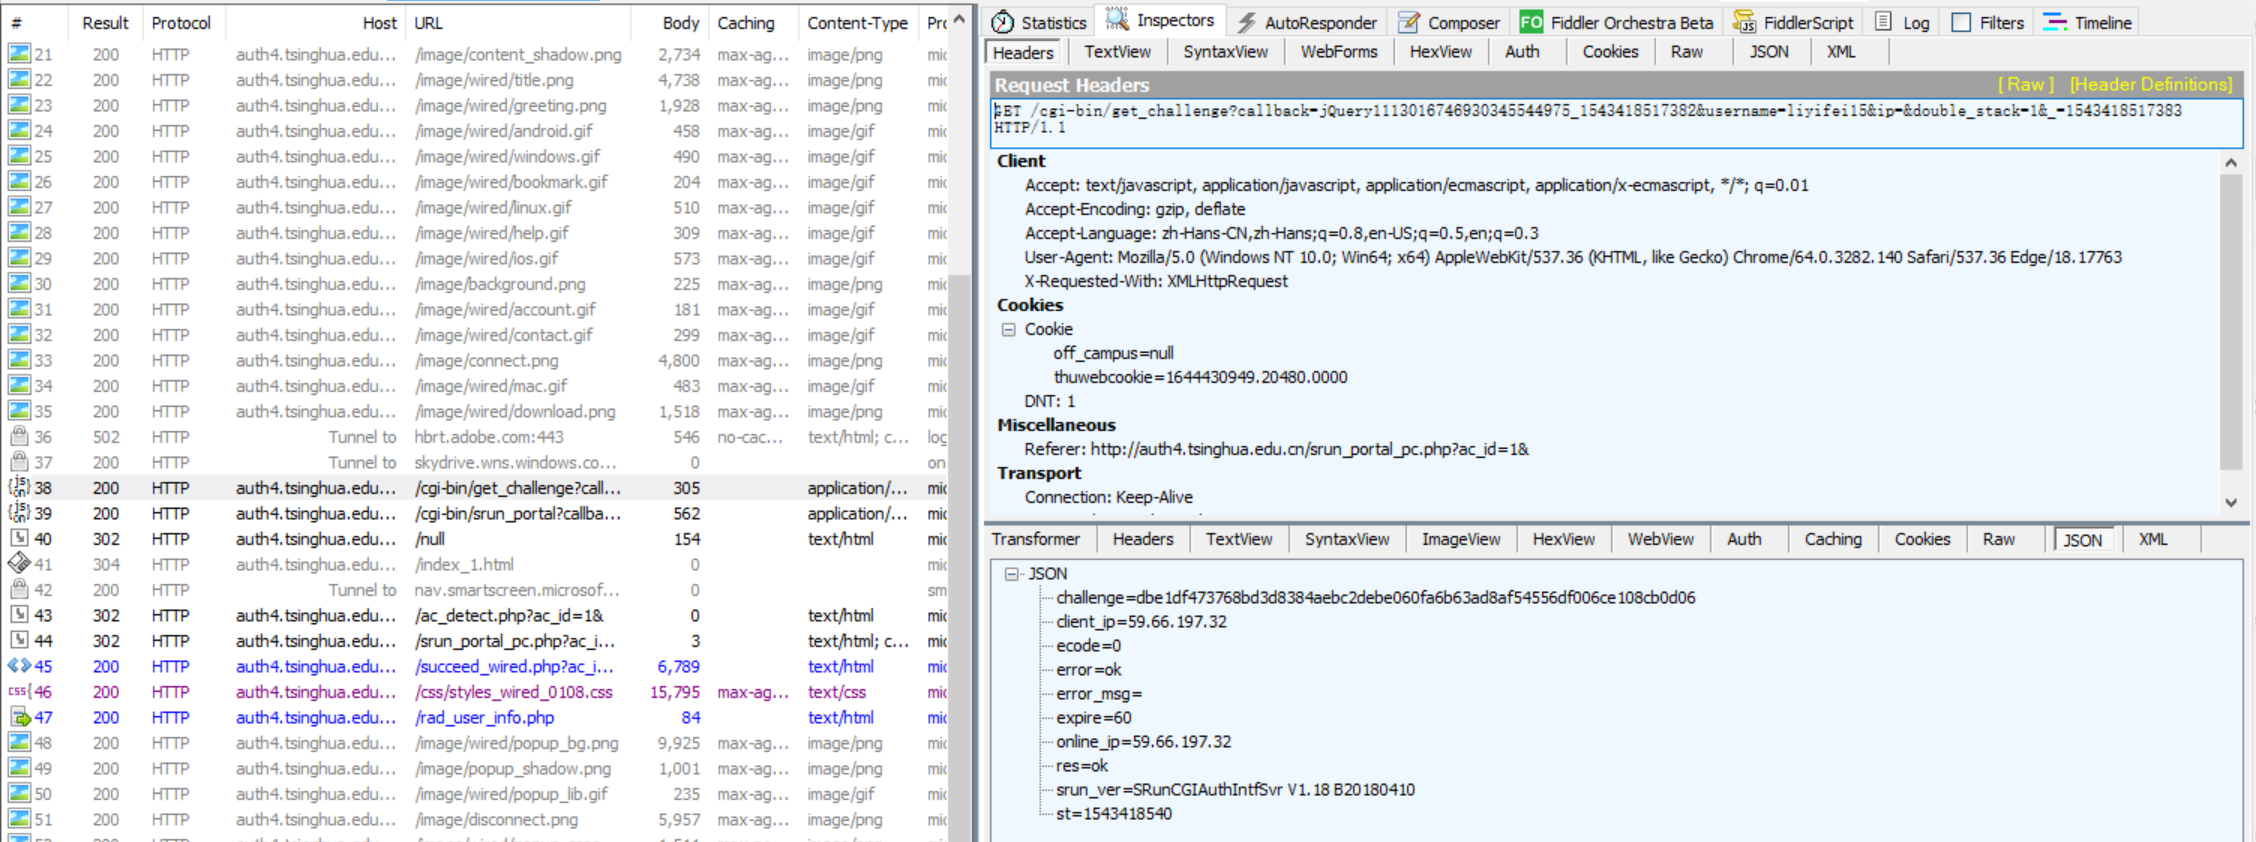 # Result Protocol Host URL Body Caching Content-Type Pro
21 200 HTTP auth4.tsinghua.edu... /image/content_shadow.png 2,734 max-ag... image/png mic
22 200 HTTP auth4.tsinghua.edu... /image/wired/title.png 4,738 max-ag... image/png mic
23 200 HTTP auth4.tsinghua.edu... /image/wired/greeting.png 1,928 max-ag... image/png mic
24 200 HTTP auth4.tsinghua.edu... /image/wired/android.gif 458 max-ag... image/gif mic
25 200 HTTP auth4.tsinghua.edu... /image/wired/windows.gif 490 max-ag... image/gif mic
26 200 HTTP auth4.tsinghua.edu... /image/wired/bookmark.gif 204 max-ag... image/gif mic
27 200 HTTP auth4.tsinghua.edu... /image/wired/linux.gif 510 max-ag... image/gif mic
28 200 HTTP auth4.tsinghua.edu... /image/wired/help.gif 309 max-ag... image/gif mic
29 200 HTTP auth4.tsinghua.edu... /image/wired/ios.gif 573 max-ag... image/gif mic
30 200 HTTP auth4.tsinghua.edu... /image/background.png 225 max-ag... image/png mic
31 200 HTTP auth4.tsinghua.edu... /image/wired/account.gif 181 max-ag... image/gif mic
32 200 HTTP auth4.tsinghua.edu... /image/wired/contact.gif 299 max-ag... image/gif mic
33 200 HTTP auth4.tsinghua.edu... /image/connect.png 4,800 max-ag... image/png mic
34 200 HTTP auth4.tsinghua.edu... /image/wired/mac.gif 483 max-ag... image/gif mic
35 200 HTTP auth4.tsinghua.edu... /image/wired/download.png 1,518 max-ag... image/png mic
36 502 HTTP Tunnel to hbrt.adobe.com:443 546 no-cac... text/html; c... log
37 200 HTTP Tunnel to skydrive.wns.windows.co... 0 on
38 200 HTTP auth4.tsinghua.edu... /cgi-bin/get_challenge?call... 305 application/... mic
39 200 HTTP auth4.tsinghua.edu... /cgi-bin/srun_portal?callba... 562 application/... mic
40 302 HTTP auth4.tsinghua.edu... /null 154 text/html mic
41 304 HTTP auth4.tsinghua.edu... /index_1.html 0 mic
42 200 HTTP Tunnel to nav.smartscreen.microsof... 0 sm
43 302 HTTP auth4.tsinghua.edu... /ac_detect.php?ac_id=1& 0 text/html mic
44 302 HTTP auth4.tsinghua.edu... /srun_portal_pc.php?ac_i... 3 text/html; c... mic
45 200 HTTP auth4.tsinghua.edu... /succeed_wired.php?ac_i... 6,789 text/html mic
46 200 HTTP auth4.tsinghua.edu... /css/styles_wired_0108.css 15,795 max-ag... text/css mic
47 200 HTTP auth4.tsinghua.edu... /rad_user_info.php 84 text/html mic
48 200 HTTP auth4.tsinghua.edu... /image/wired/popup_bg.png 9,925 max-ag... image/png mic
49 200 HTTP auth4.tsinghua.edu... /image/popup_shadow.png 1,001 max-ag... image/png mic
50 200 HTTP auth4.tsinghua.edu... /image/wired/popup_lib.gif 235 max-ag... image/gif mic
51 200 HTTP auth4.tsinghua.edu... /image/disconnect.png 5,957 max-ag... image/png mic
Statistics Inspectors AutoResponder Composer FO Fiddler Orchestra Beta FiddlerScript Log Filters Timeline
Headers TextView SyntaxView WebForms HexView Auth Cookies Raw JSON XML
Request Headers [ Raw ] [Header Definitions]
GET /cgi-bin/get_challenge?callback=jQuery1113016746930345544975_1543418517382&username=liyifei15&ip=&double_stack=1&_=1543418517383
HTTP/1.1
Client
Accept: text/javascript, application/javascript, application/ecmascript, application/x-ecmascript, */*; q=0.01
Accept-Encoding: gzip, deflate
Accept-Language: zh-Hans-CN,zh-Hans;q=0.8,en-US;q=0.5,en;q=0.3
User-Agent: Mozilla/5.0 (Windows NT 10.0; Win64; x64) AppleWebKit/537.36 (KHTML, like Gecko) Chrome/64.0.3282.140 Safari/537.36 Edge/18.17763
X-Requested-With: XMLHttpRequest
Cookies
Cookie
off_campus=null
thuwebcookie=1644430949.20480.0000
DNT: 1
Miscellaneous
Referer: http://auth4.tsinghua.edu.cn/srun_portal_pc.php?ac_id=1&
Transport
Connection: Keep-Alive
Transformer Headers TextView SyntaxView ImageView HexView WebView Auth Caching Cookies Raw JSON XML
JSON
challenge=dbe1df473768bd3d8384aebc2debe060fa6b63ad8af54556df006ce108cb0d06
client_ip=59.66.197.32
ecode=0
error=ok
error_msg=
expire=60
online_ip=59.66.197.32
res=ok
srun_ver=SRunCGIAuthIntfSvr V1.18 B20180410
st=1543418540